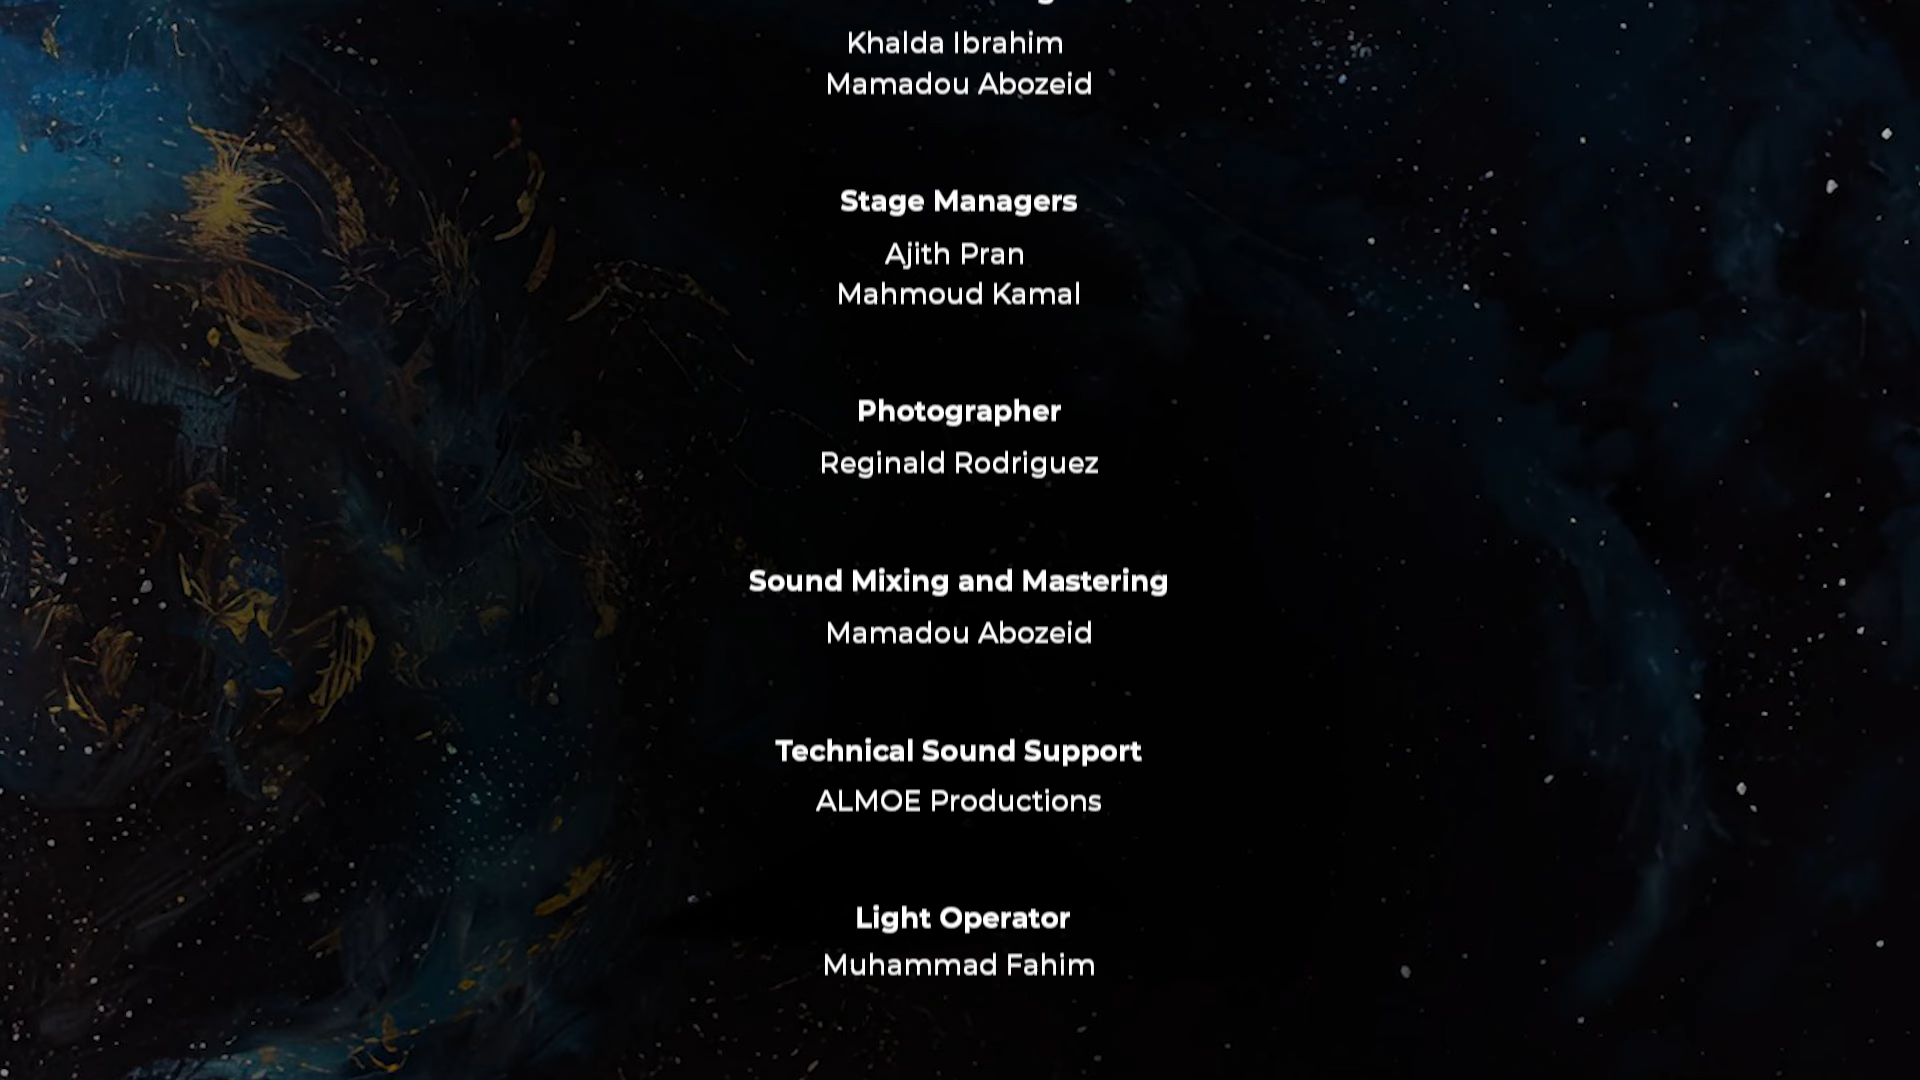 Khalda Ibrahim
Mamadou Abozeid
Stage Managers
Ajith Pran
Mahmoud Kamal
Photographer
Reginald Rodriguez
Sound Mixing and Mastering
Mamadou Abozeid
Technical Sound Support
ALMOE Productions
Light Operator
Muhammad Fahim